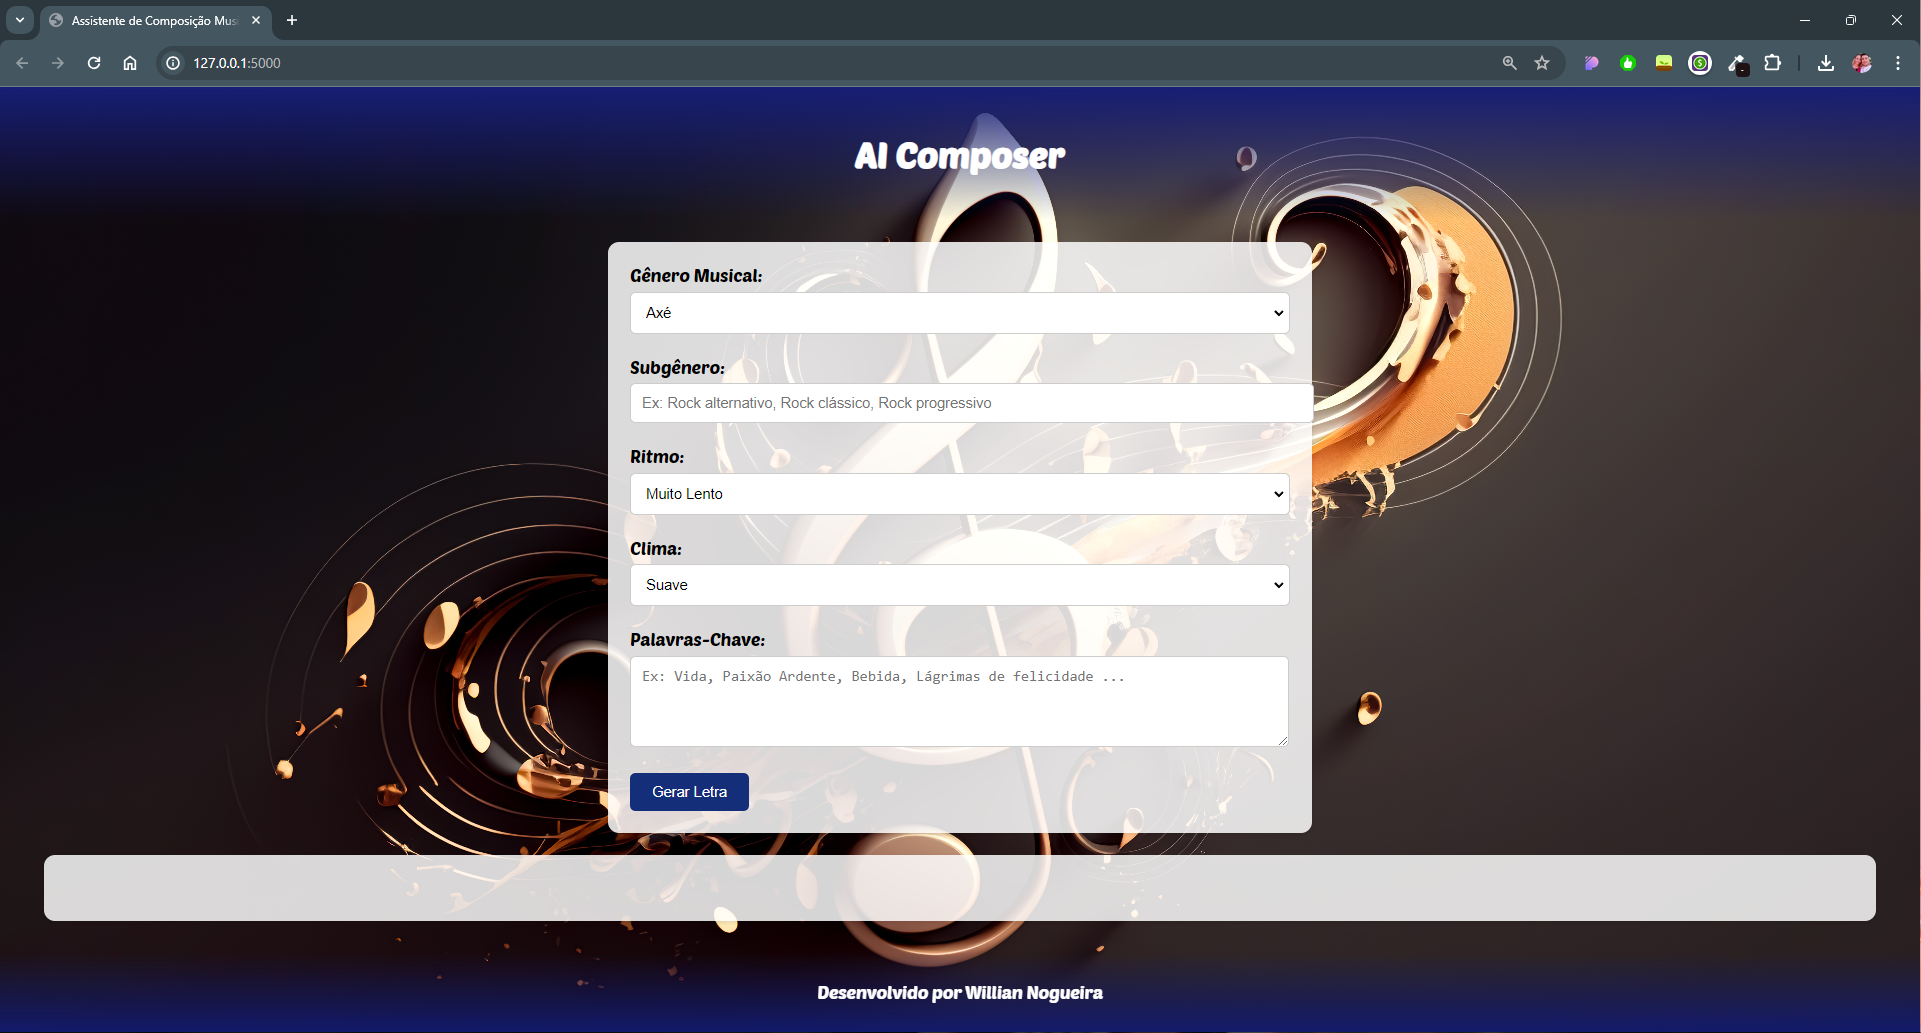 Assistente de Composição Mus
127.0.0.1:5000
AI Composer
Gênero Musical:
Axé
Subgênero:
Ex: Rock alternativo, Rock clássico, Rock progressivo
Ritmo:
Muito Lento
Clima:
Suave
Palavras-Chave:
Ex: Vida, Paixão Ardente, Bebida, Lágrimas de felicidade ...
Gerar Letra
Desenvolvido por Willian Nogueira